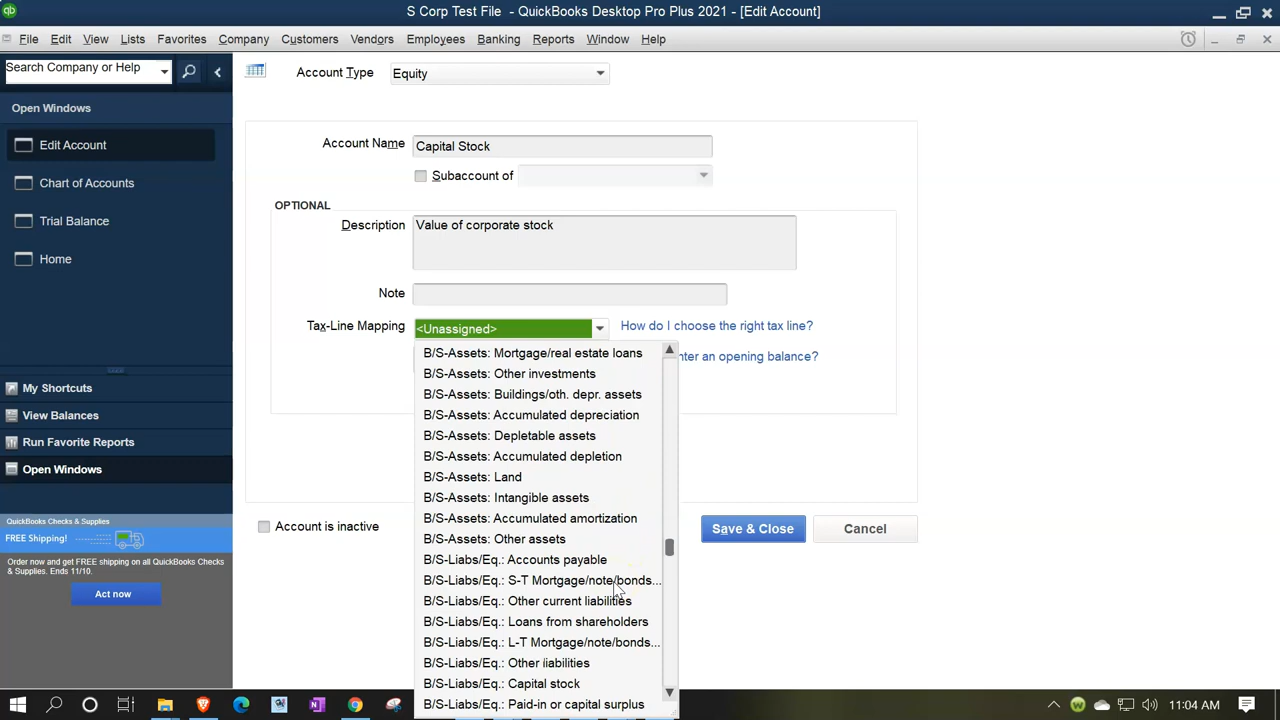 S Corp Test File - QuickBooks Desktop Pro Plus 2021 - [Edit Account]
File Edit View Lists Favorites Company Customers Vendors Employees Banking Reports Window Help
Search Company or Help
Account Type Equity
Open Windows
Edit Account
Chart of Accounts
Trial Balance
Home
Account Name Capital Stock
Subaccount of
OPTIONAL
Description Value of corporate stock
Note
Tax-Line Mapping <Unassigned> How do I choose the right tax line?
nter an opening balance?
B/S-Assets: Mortgage/real estate loans
B/S-Assets: Other investments
B/S-Assets: Buildings/oth. depr. assets
B/S-Assets: Accumulated depreciation
B/S-Assets: Depletable assets
B/S-Assets: Accumulated depletion
B/S-Assets: Land
B/S-Assets: Intangible assets
B/S-Assets: Accumulated amortization
B/S-Assets: Other assets
B/S-Liabs/Eq.: Accounts payable
B/S-Liabs/Eq.: S-T Mortgage/note/bonds...
B/S-Liabs/Eq.: Other current liabilities
B/S-Liabs/Eq.: Loans from shareholders
B/S-Liabs/Eq.: L-T Mortgage/note/bonds...
B/S-Liabs/Eq.: Other liabilities
B/S-Liabs/Eq.: Capital stock
B/S-Liabs/Eq.: Paid-in or capital surplus
Account is inactive
Save & Close Cancel
My Shortcuts
View Balances
Run Favorite Reports
Open Windows
QuickBooks Checks & Supplies
FREE Shipping!
Order now and get FREE shipping on all QuickBooks Checks
& Supplies. Ends 11/10.
Act now
11:04 AM